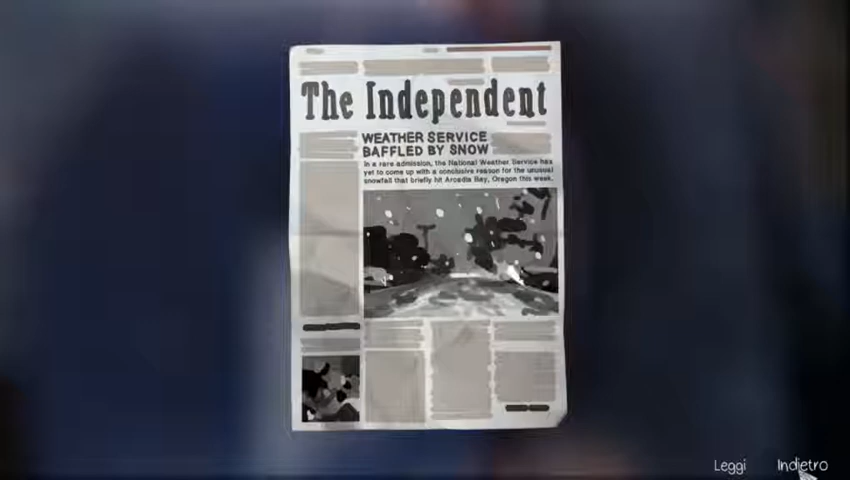 The Independent
WEATHER SERVICE
BAFFLED BY SNOW
In a rare admission, the National Weather Service has
yet to come up with a conclusive reason for the unusual
snowfall that briefly hit Arcadia Bay, Oregon this week.
Leggi Indietro